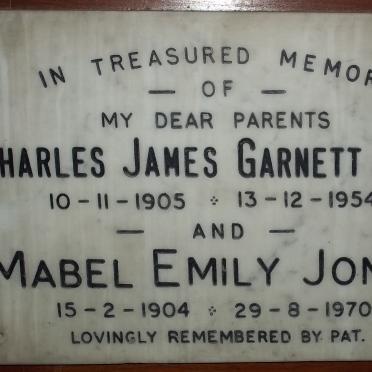 IN TREASURED MEMOR
— OF —
MY DEAR PARENTS
HARLES JAMES GARNETT
10-11-1905 ⁘ 13-12-1954
— AND —
MABEL EMILY JON
15-2-1904 ⁘ 29-8-1970
LOVINGLY REMEMBERED BY PAT.